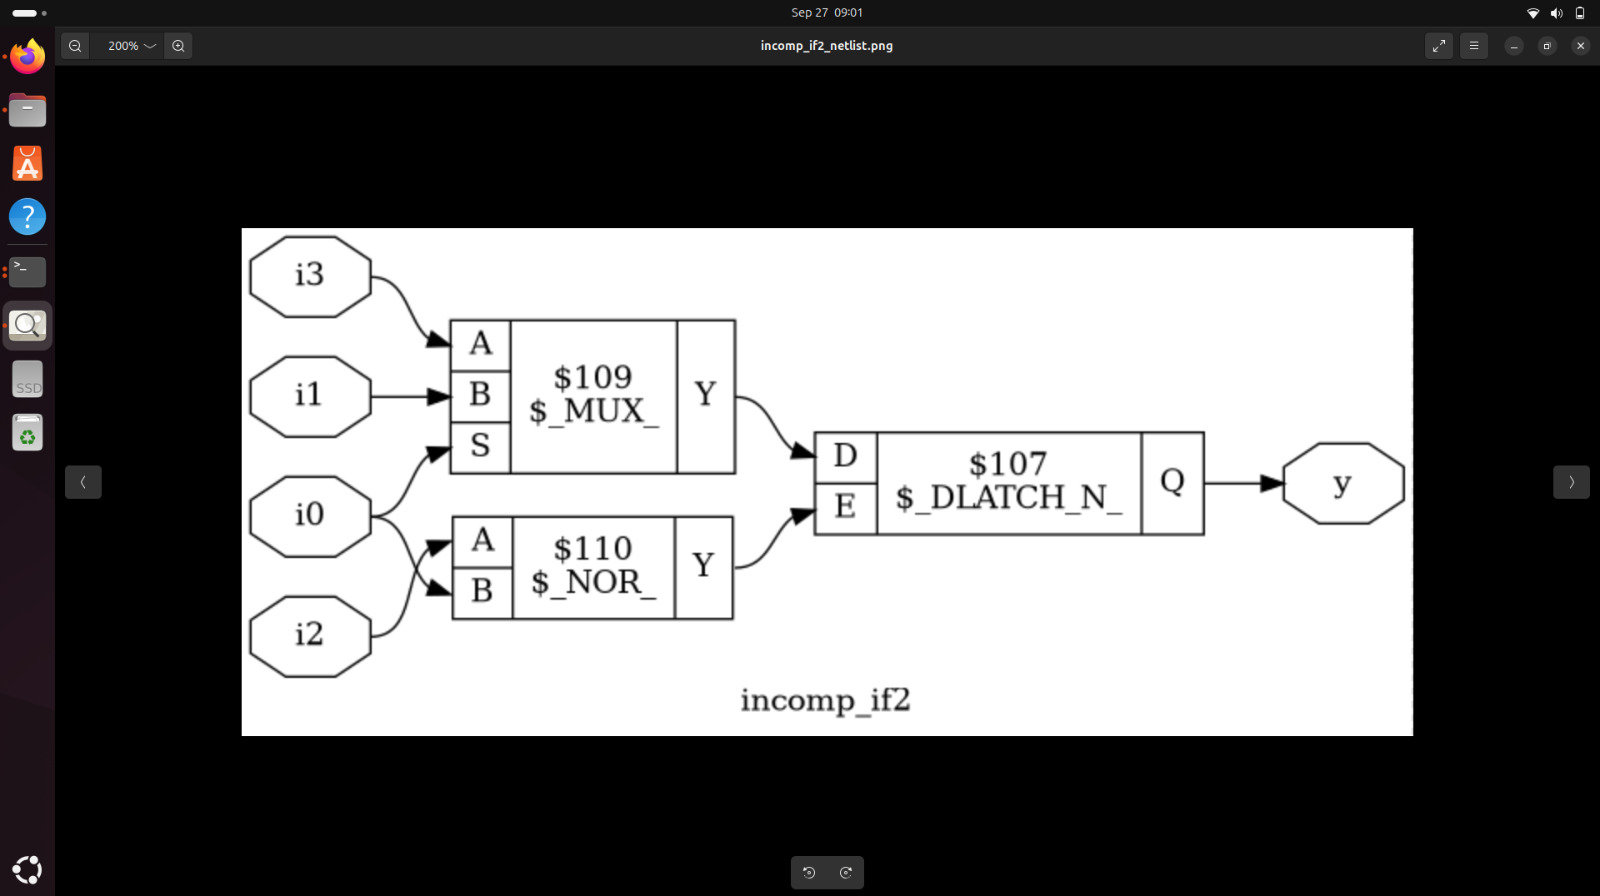 Sep 27 09:01
200%
incomp_if2_netlist.png
i3
i1
i0
i2
A
B
S
$109
$_MUX_
Y
A
B
$110
$_NOR_
Y
D
E
$107
$_DLATCH_N_
Q
y
incomp_if2
SSD